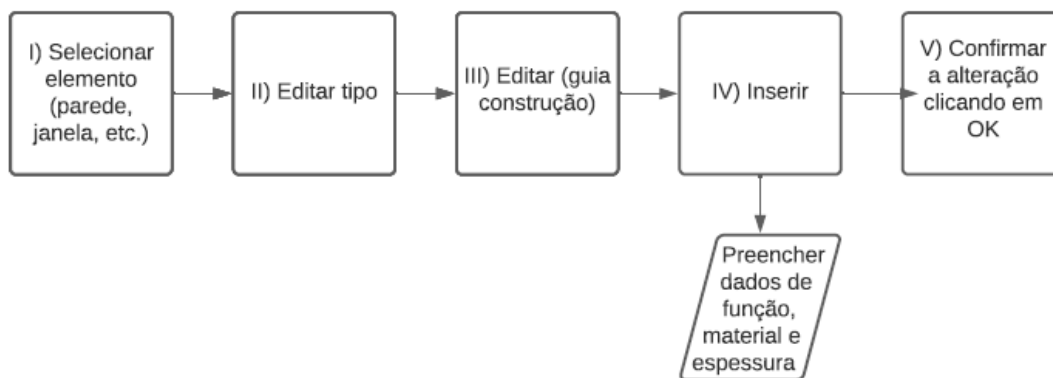 I) Selecionar
elemento
(parede,
janela, etc.)
II) Editar tipo
III) Editar (guia
construção)
IV) Inserir
V) Confirmar
a alteração
clicando em
OK
Preencher
dados de
função,
material e
espessura